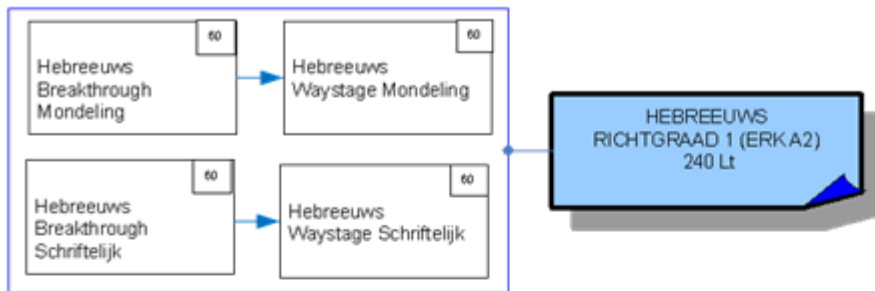 60
Hebreeuws
Breakthrough
Mondeling
60
Hebreeuws
Waystage Mondeling
60
Hebreeuws
Breakthrough
Schriftelijk
60
Hebreeuws
Waystage Schriftelijk
HEBREEUWS
RICHTGRAAD 1 (ERK A2)
240 Lt